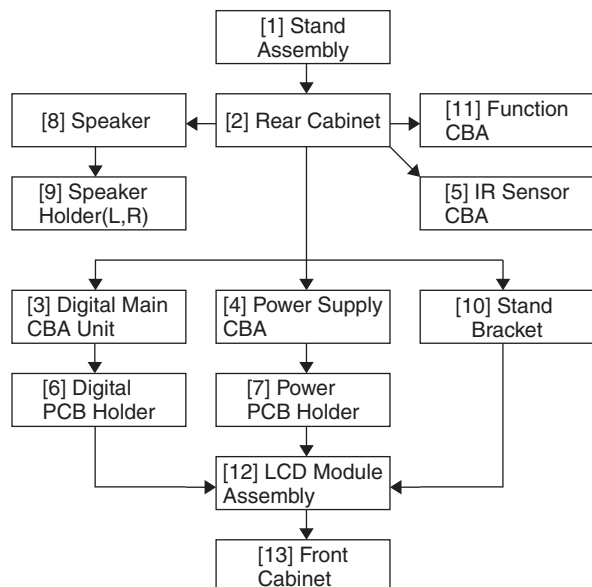 [1] Stand
Assembly
[8] Speaker
[2] Rear Cabinet
[11] Function
CBA
[9] Speaker
Holder(L,R)
[5] IR Sensor
CBA
[3] Digital Main
CBA Unit
[4] Power Supply
CBA
[10] Stand
Bracket
[6] Digital
PCB Holder
[7] Power
PCB Holder
[12] LCD Module
Assembly
[13] Front
Cabinet